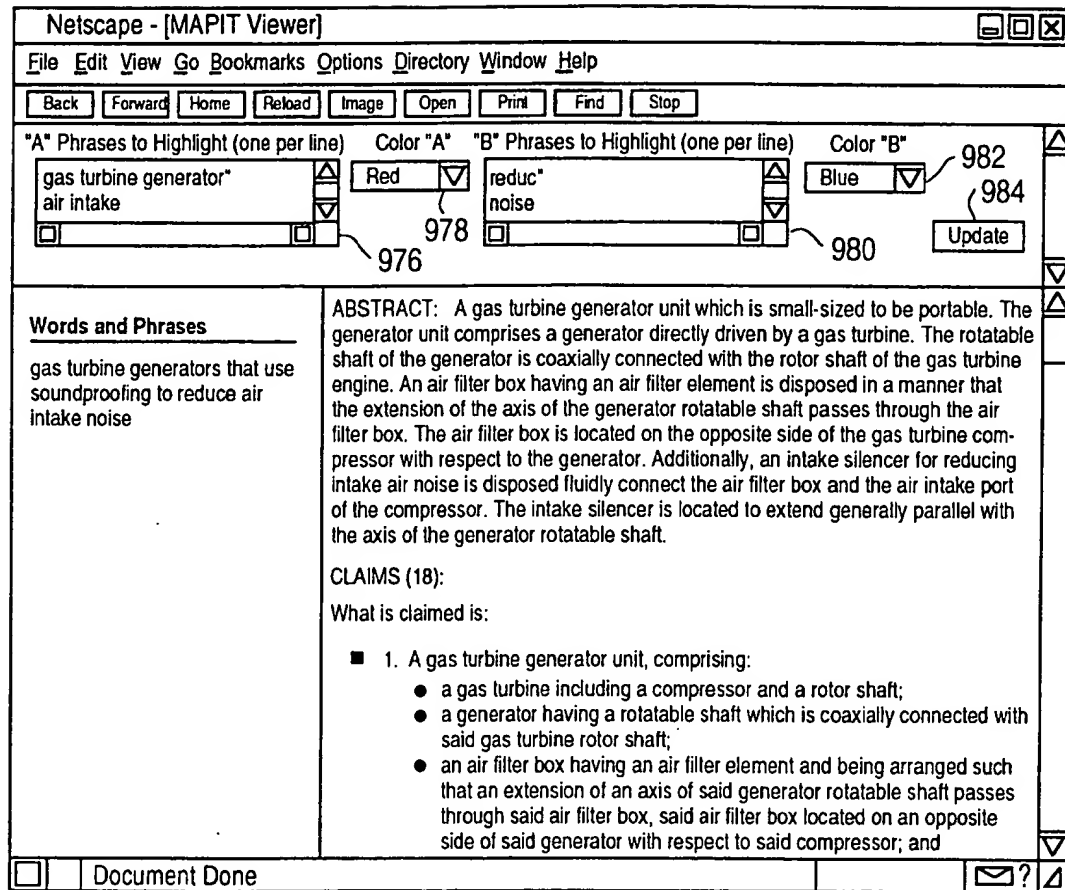 Netscape - [MAPIT Viewer]
File Edit View Go Bookmarks Options Directory Window Help
Back Forward Home Reload Image Open Print Find Stop
"A" Phrases to Highlight (one per line) Color "A" "B" Phrases to Highlight (one per line) Color "B"
gas turbine generator*
air intake
Red
reduc*
noise
Blue
982
984
978
976
980
Update
Words and Phrases
gas turbine generators that use
soundproofing to reduce air
intake noise
ABSTRACT: A gas turbine generator unit which is small-sized to be portable. The
generator unit comprises a generator directly driven by a gas turbine. The rotatable
shaft of the generator is coaxially connected with the rotor shaft of the gas turbine
engine. An air filter box having an air filter element is disposed in a manner that
the extension of the axis of the generator rotatable shaft passes through the air
filter box. The air filter box is located on the opposite side of the gas turbine com-
pressor with respect to the generator. Additionally, an intake silencer for reducing
intake air noise is disposed fluidly connect the air filter box and the air intake port
of the compressor. The intake silencer is located to extend generally parallel with
the axis of the generator rotatable shaft.
CLAIMS (18):
What is claimed is:
■ 1. A gas turbine generator unit, comprising:
● a gas turbine including a compressor and a rotor shaft;
● a generator having a rotatable shaft which is coaxially connected with
said gas turbine rotor shaft;
● an air filter box having an air filter element and being arranged such
that an extension of an axis of said generator rotatable shaft passes
through said air filter box, said air filter box located on an opposite
side of said generator with respect to said compressor; and
Document Done
?